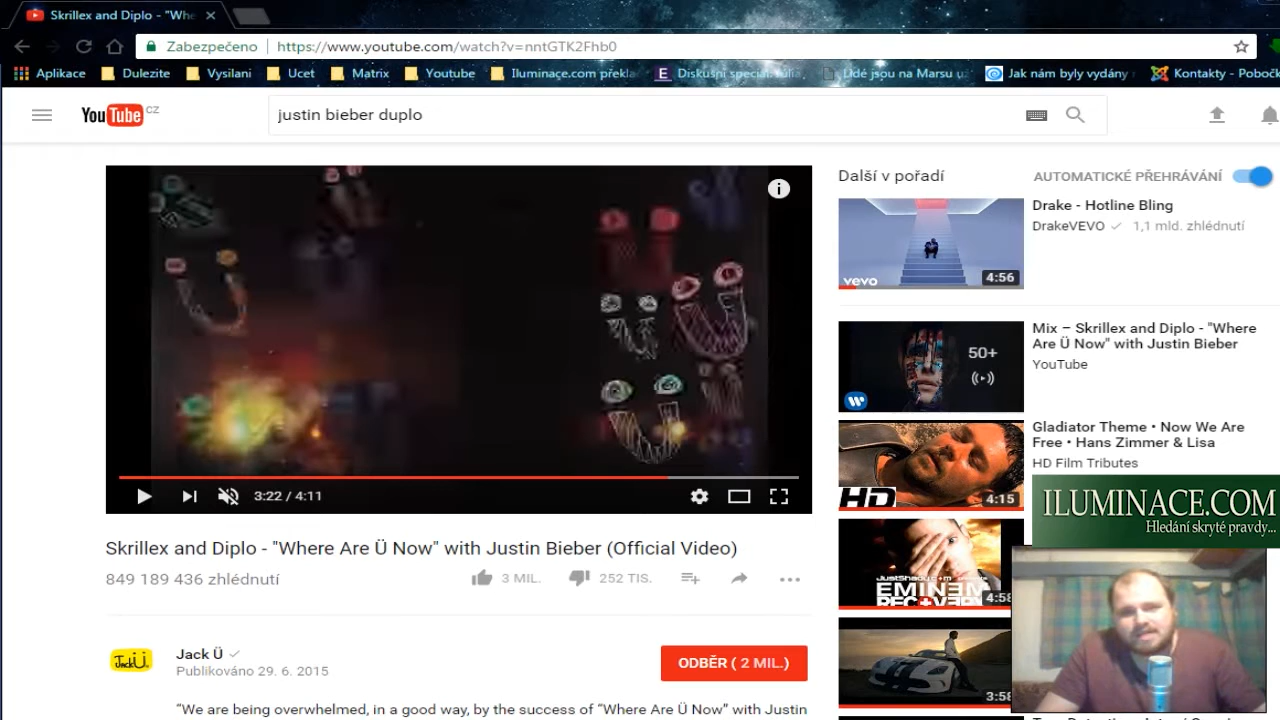 Skrillex and Diplo - "Whe
Zabezpečeno
https://www.youtube.com/watch?v=nntGTK2Fhb0
Aplikace
Dulezite
Vysilani
Ucet
Matrix
Youtube
Iluminace.com překla
E
Diskusní speciál: Júlia
Lidé jsou na Marsu u
Jak nám byly vydány
Kontakty - Poboč
YouTube CZ
justin bieber duplo
Další v pořadí
AUTOMATICKÉ PŘEHRÁVÁNÍ
Drake - Hotline Bling
DrakeVEVO
1,1 mld. zhlédnutí
vevo
4:56
Mix – Skrillex and Diplo - "Where
Are Ü Now" with Justin Bieber
YouTube
50+
Gladiator Theme • Now We Are
Free • Hans Zimmer & Lisa
HD Film Tributes
HD
4:15
ILUMINACE.COM
Hledání skryté pravdy...
EMINEM
4:58
3:58
3:22 / 4:11
Skrillex and Diplo - "Where Are Ü Now" with Justin Bieber (Official Video)
849 189 436 zhlédnutí
3 MIL.
252 TIS.
JackÜ
Jack Ü
Publikováno 29. 6. 2015
ODBĚR ( 2 MIL.)
"We are being overwhelmed, in a good way, by the success of "Where Are Ü Now" with Justin